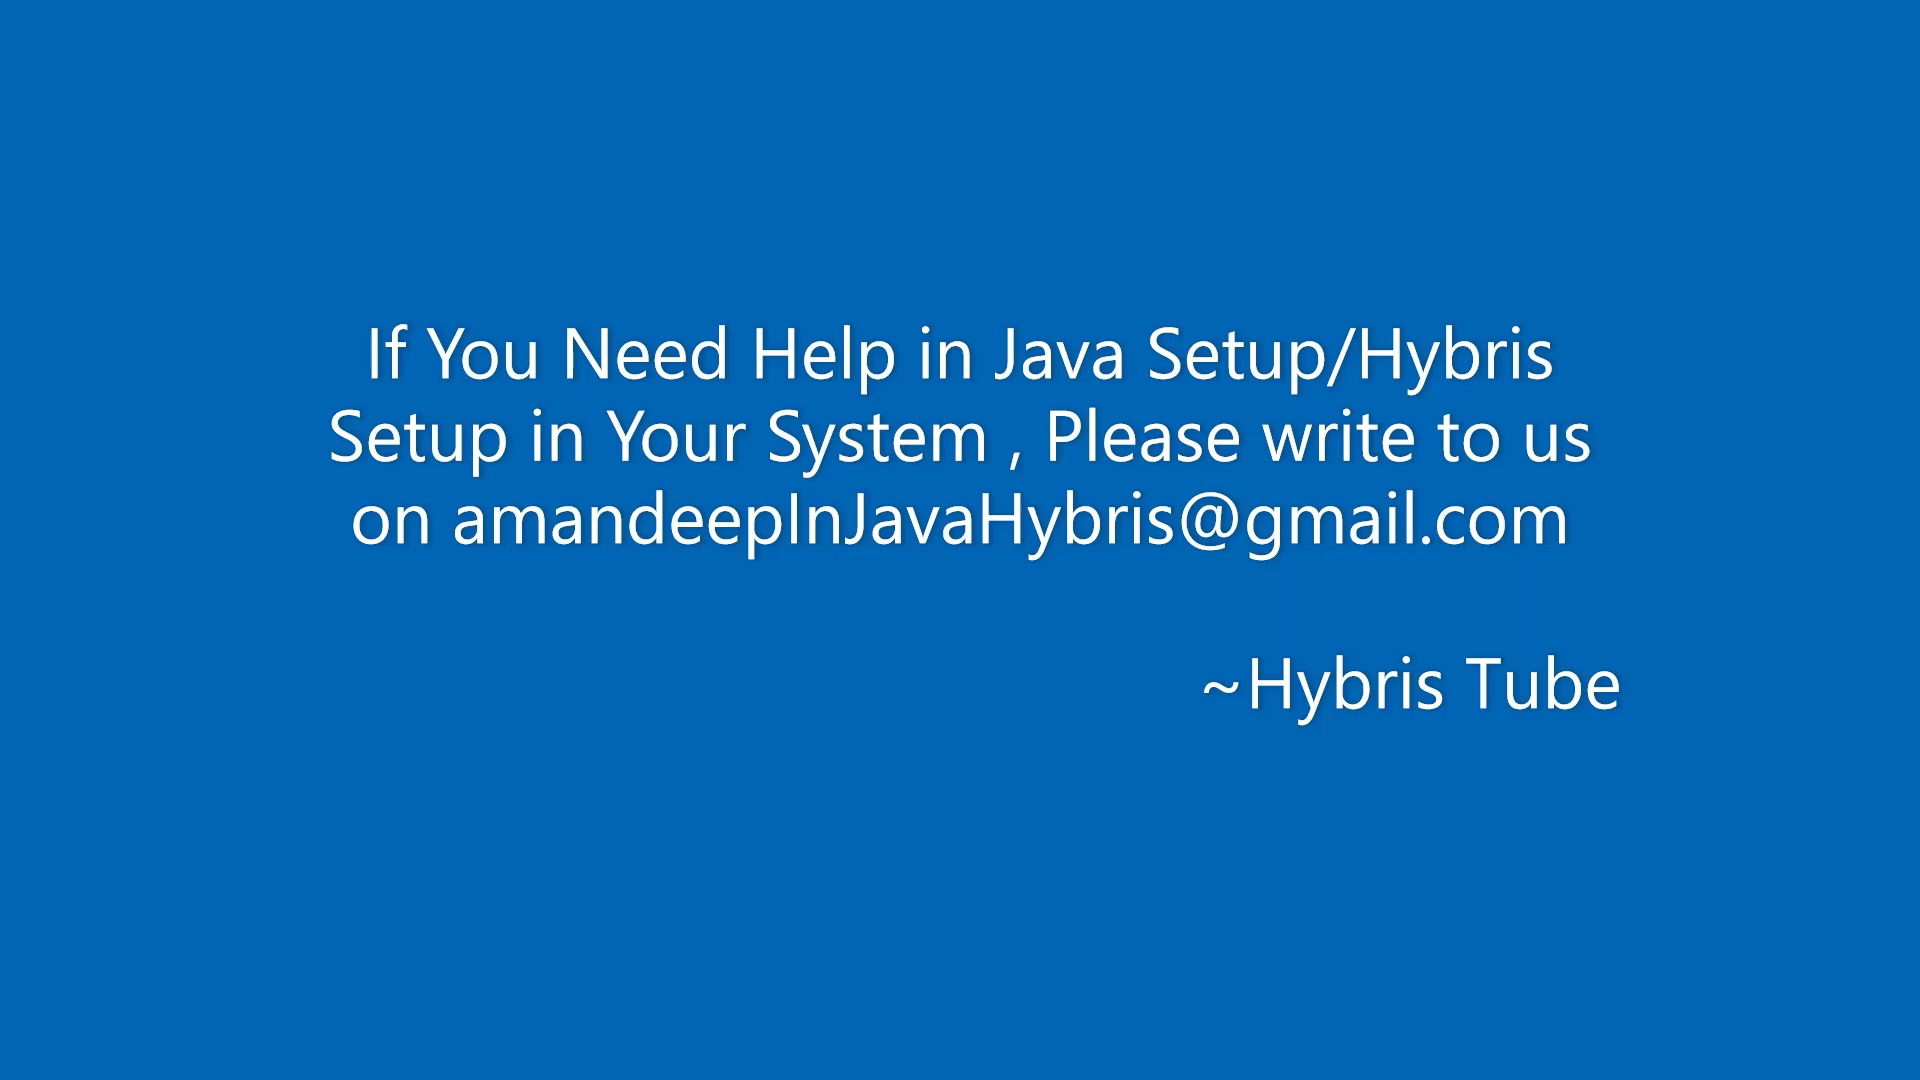 If You Need Help in Java Setup/Hybris
Setup in Your System , Please write to us
on amandeepInJavaHybris@gmail.com
~Hybris Tube